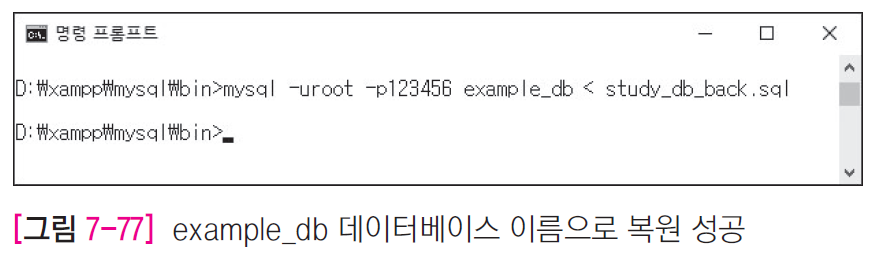 명령 프롬프트
D:₩xampp₩mysql₩bin>mysql -uroot -p123456 example_db < study_db_back.sql
D:₩xampp₩mysql₩bin>
[그림 7-77] example_db 데이터베이스 이름으로 복원 성공